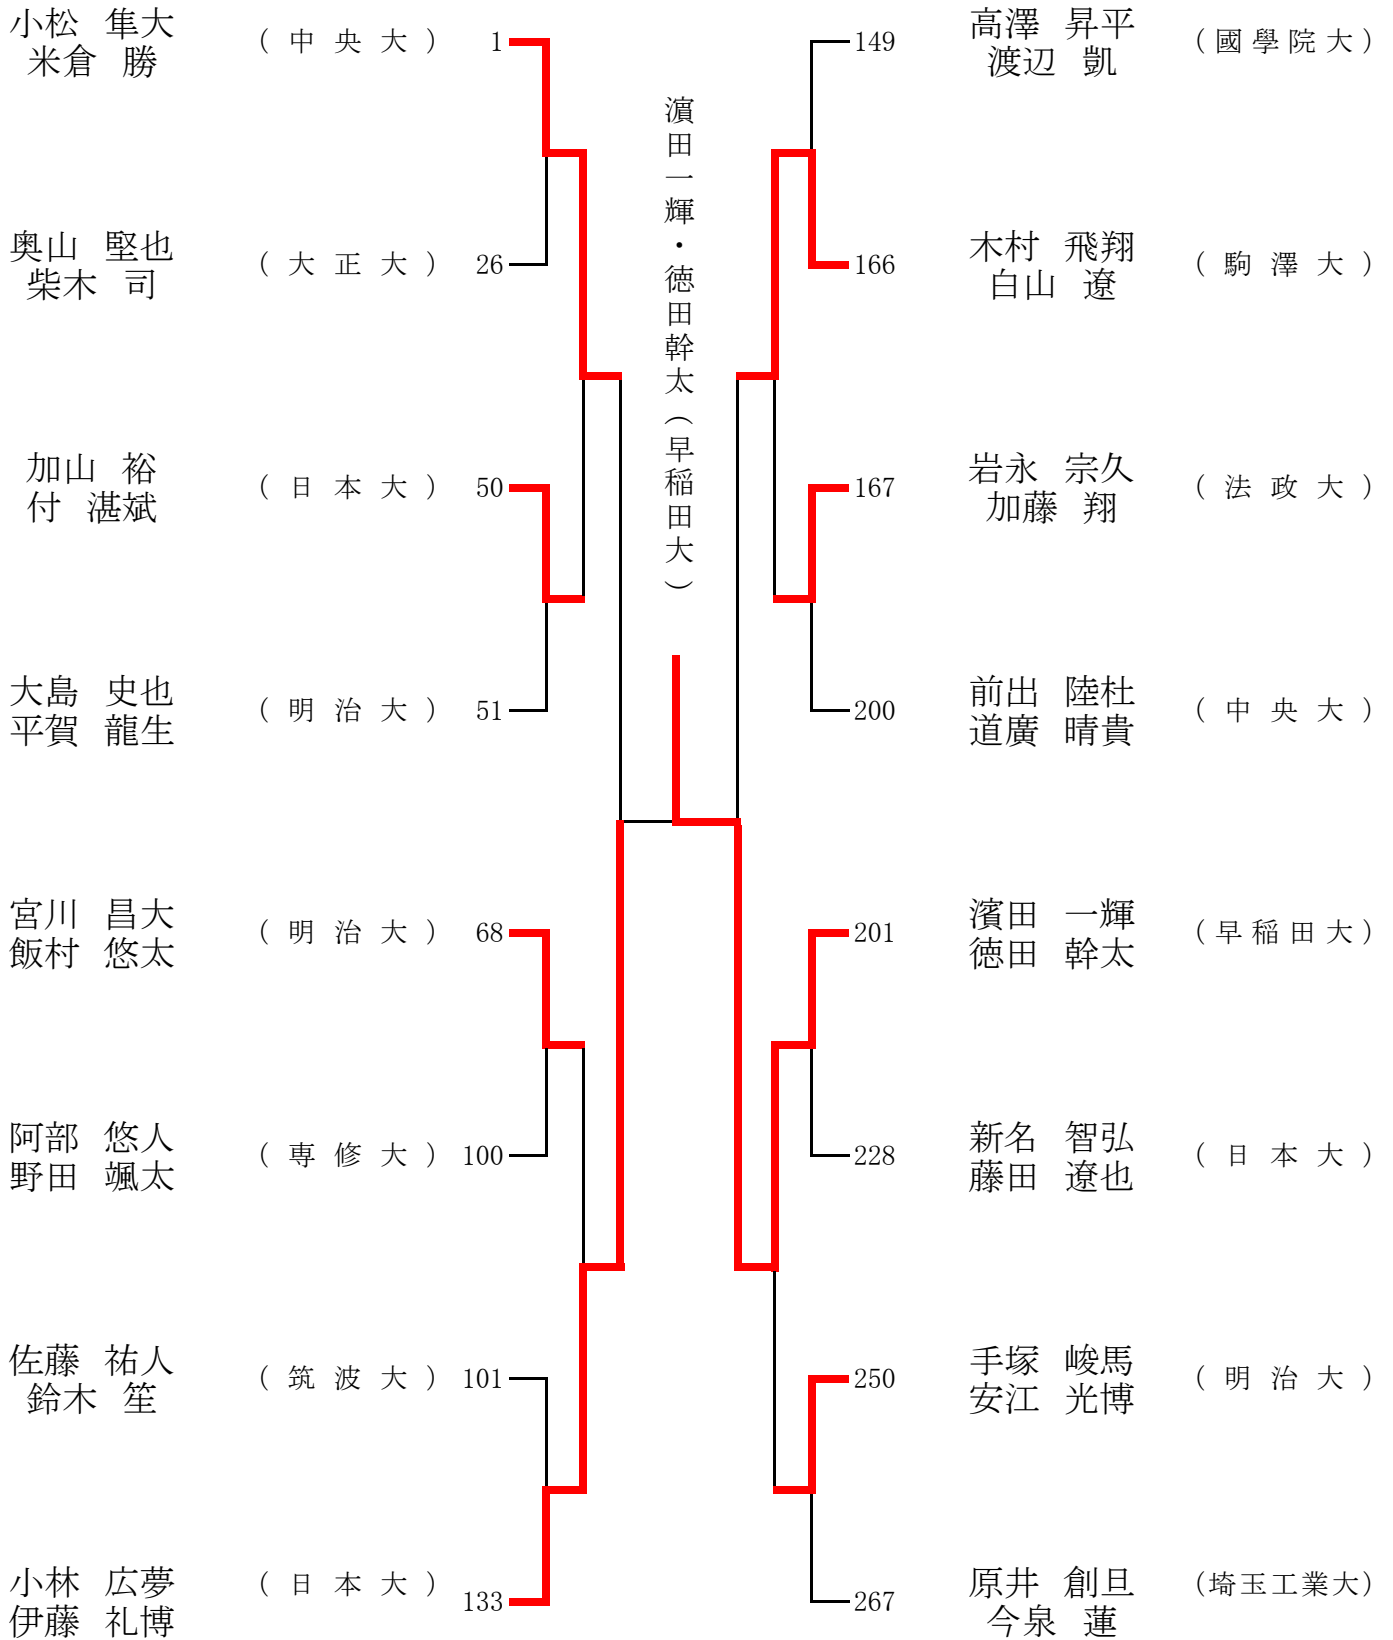 小松 隼大
米倉 勝
(中央大) 1
奥山 堅也
柴木 司
(大正大) 26
加山 裕
付 湛斌
(日本大) 50
大島 史也
平賀 龍生
(明治大) 51
宮川 昌大
飯村 悠太
(明治大) 68
阿部 悠人
野田 颯太
(専修大) 100
佐藤 祐人
鈴木 笙
(筑波大) 101
小林 広夢
伊藤 礼博
(日本大) 133
濵田一輝・徳田幹太(早稲田大)
149 高澤 昇平
渡辺 凱
(國學院大)
166 木村 飛翔
白山 遼
(駒澤大)
167 岩永 宗久
加藤 翔
(法政大)
200 前出 陸杜
道廣 晴貴
(中央大)
201 濵田 一輝
徳田 幹太
(早稲田大)
228 新名 智弘
藤田 遼也
(日本大)
250 手塚 峻馬
安江 光博
(明治大)
267 原井 創旦
今泉 蓮
(埼玉工業大)